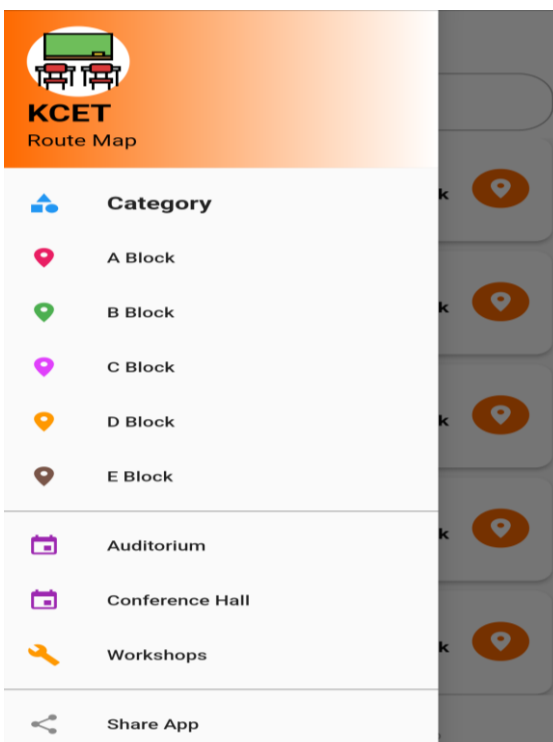 KCET
Route Map
Category
A Block
k
B Block
k
C Block
D Block
k
E Block
Auditorium
k
Conference Hall
Workshops
k
Share App